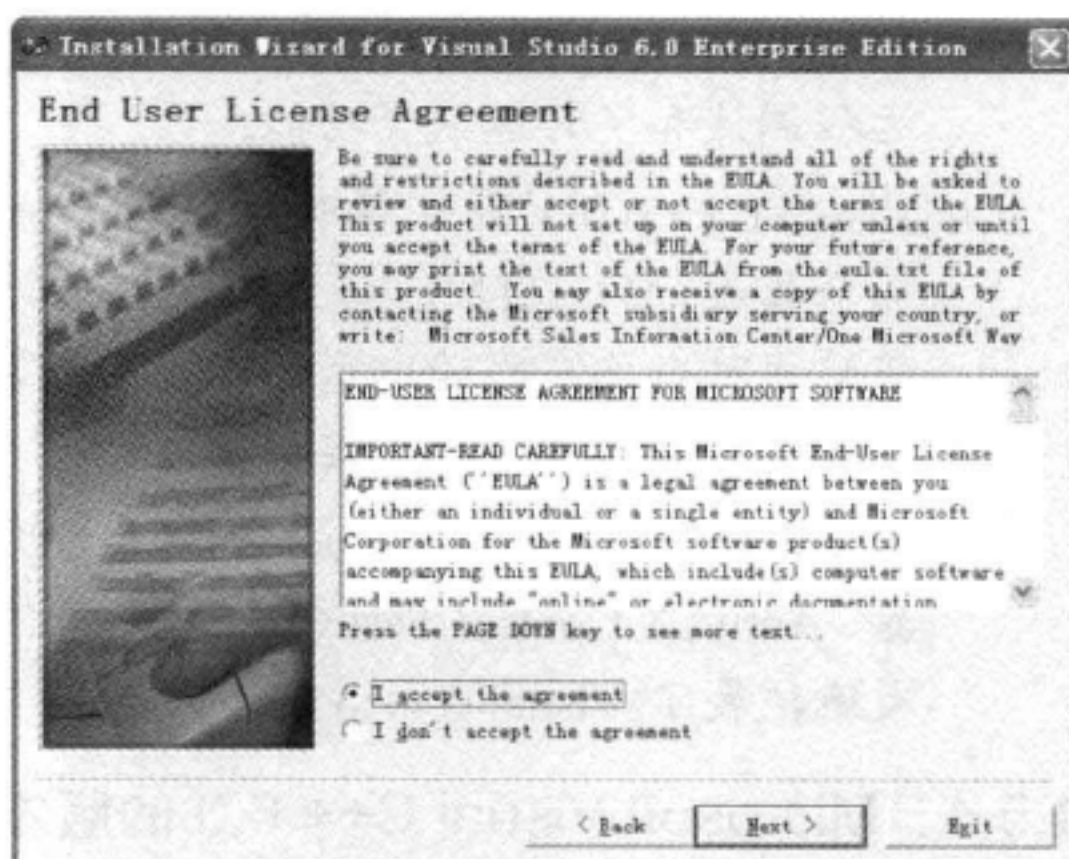 Installation Wizard for Visual Studio 6.0 Enterprise Edition
End User License Agreement
Be sure to carefully read and understand all of the rights
and restrictions described in the EULA. You will be asked to
review and either accept or not accept the terms of the EULA.
This product will not set up on your computer unless or until
you accept the terms of the EULA. For your future reference,
you may print the text of the EULA from the eula.txt file of
this product. You may also receive a copy of this EULA by
contacting the Microsoft subsidiary serving your country, or
write: Microsoft Sales Information Center/One Microsoft Way
END-USER LICENSE AGREEMENT FOR MICROSOFT SOFTWARE
IMPORTANT-READ CAREFULLY: This Microsoft End-User License
Agreement (''EULA'') is a legal agreement between you
(either an individual or a single entity) and Microsoft
Corporation for the Microsoft software product(s)
accompanying this EULA, which include(s) computer software
and may include "online" or electronic documentation
Press the PAGE DOWN key to see more text...
I accept the agreement
I don't accept the agreement
< Back
Next >
Exit